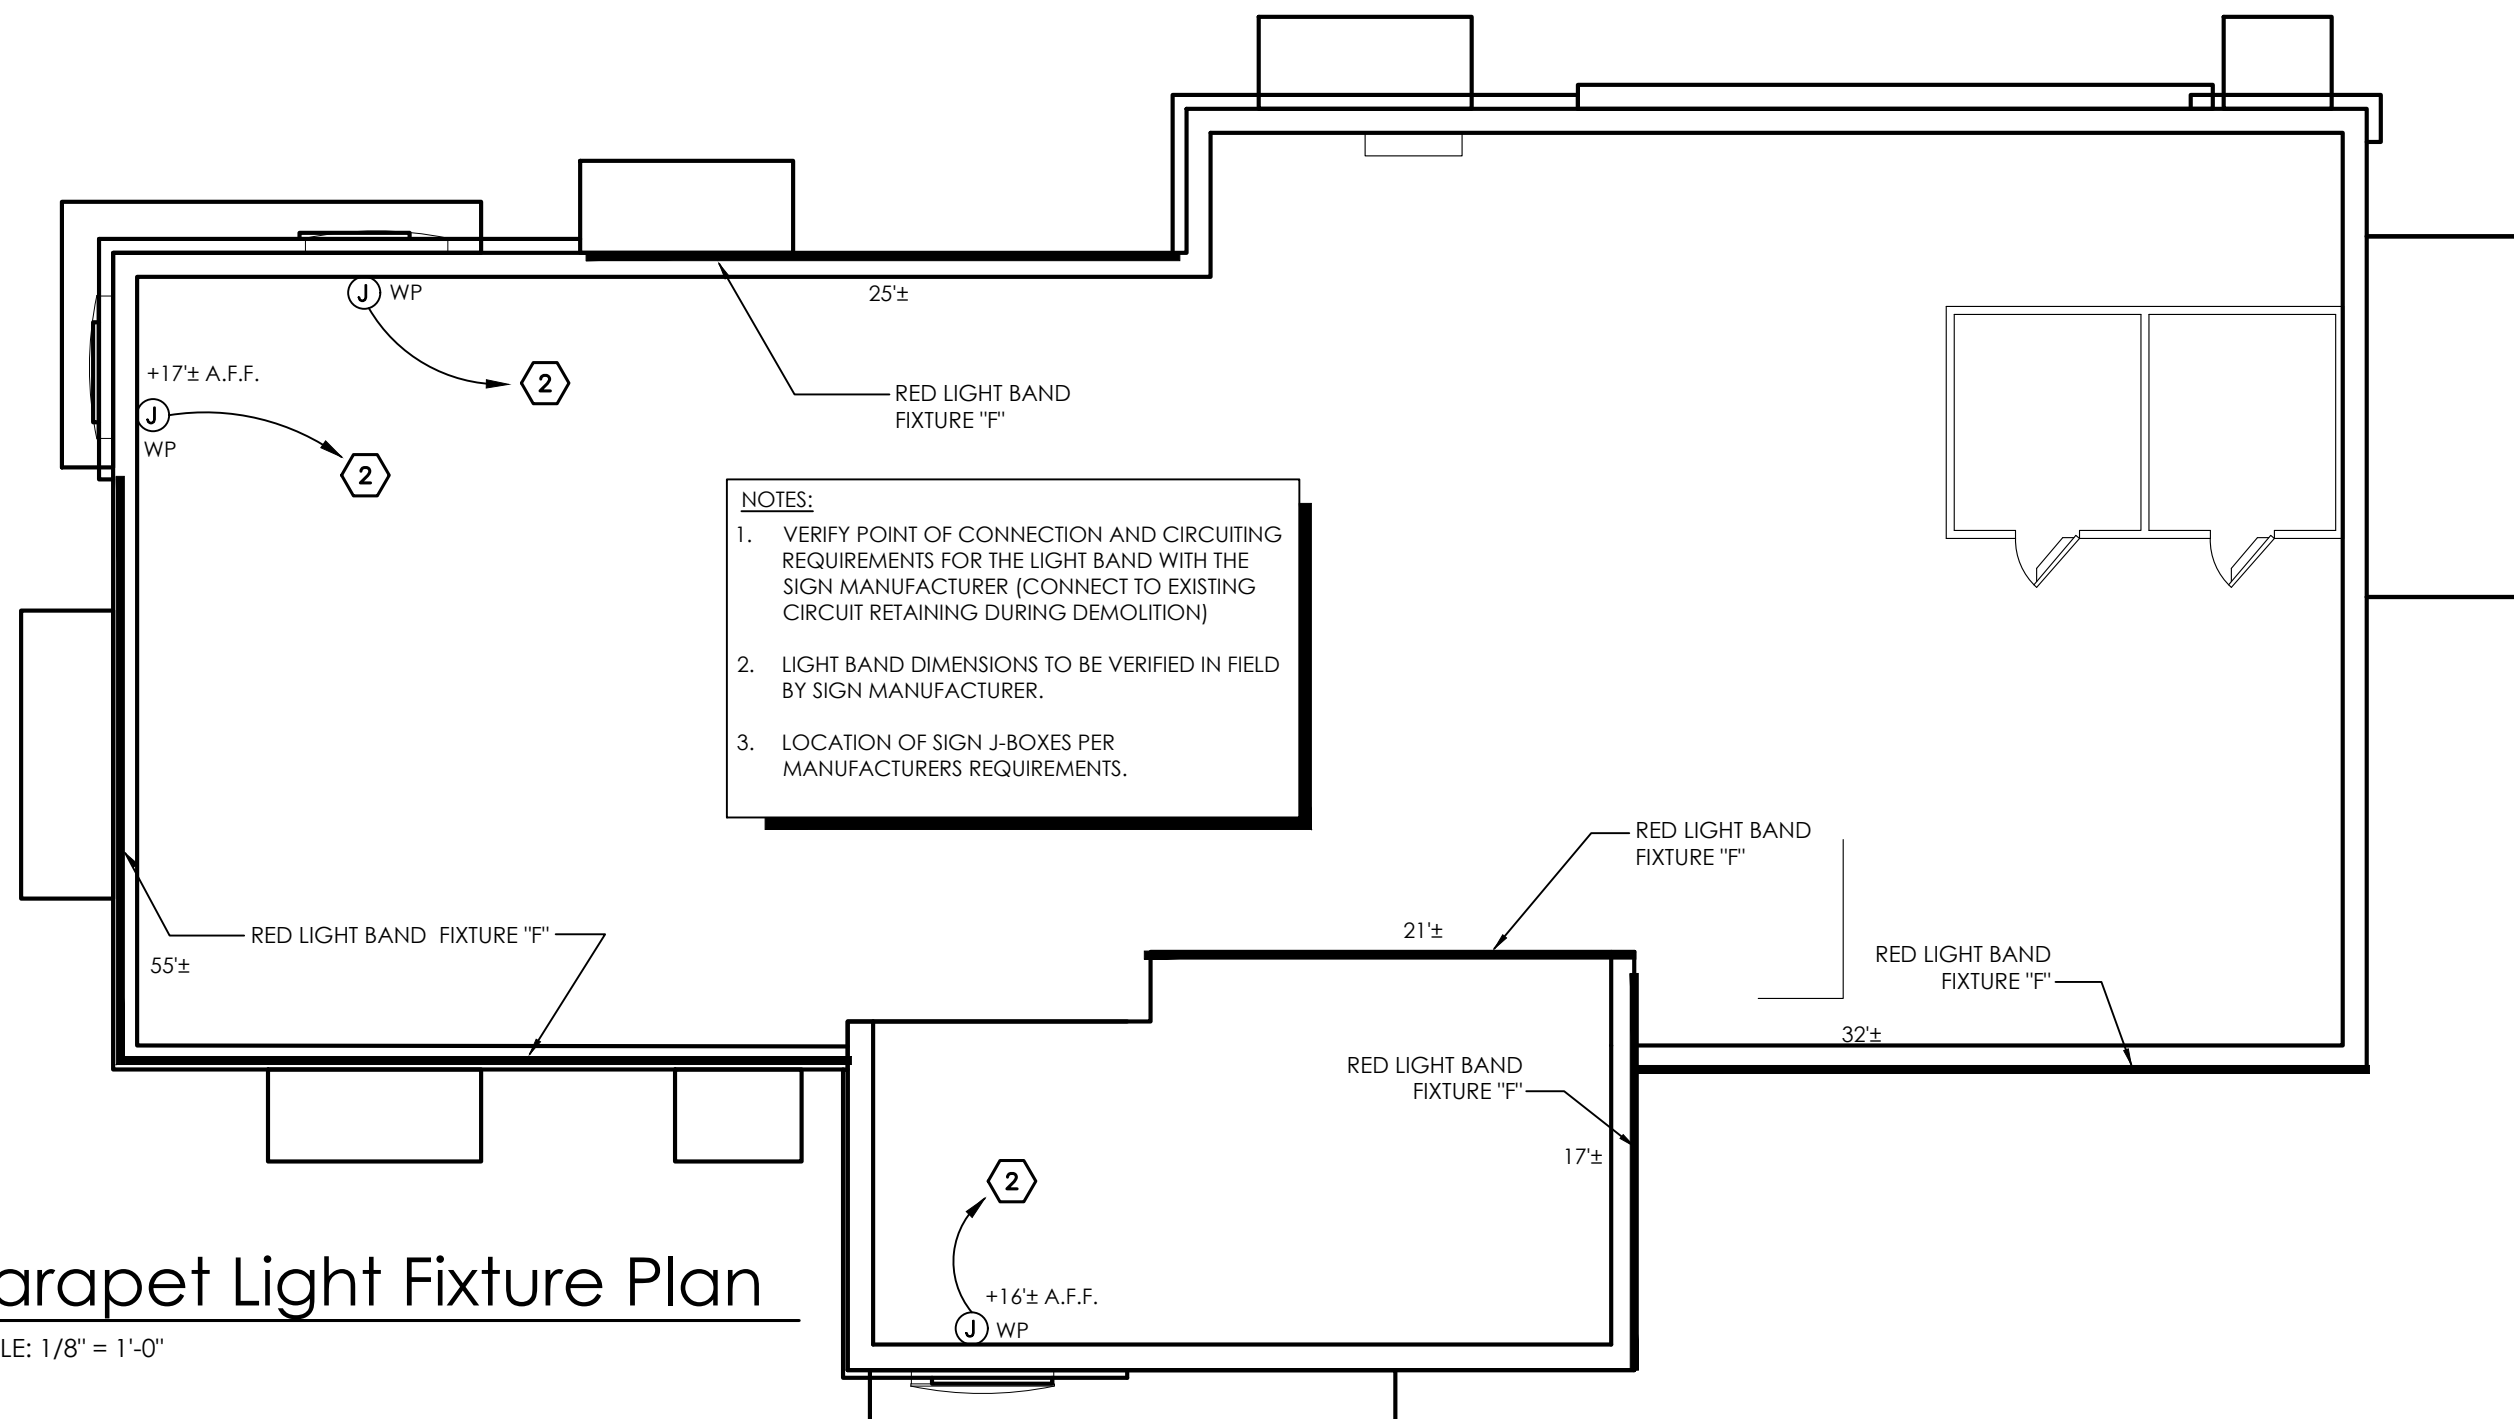 J WP
25'±
+17'± A.F.F.
J
WP
2
2
RED LIGHT BAND
FIXTURE "F"
NOTES:
1. VERIFY POINT OF CONNECTION AND CIRCUITING
REQUIREMENTS FOR THE LIGHT BAND WITH THE
SIGN MANUFACTURER (CONNECT TO EXISTING
CIRCUIT RETAINING DURING DEMOLITION)
2. LIGHT BAND DIMENSIONS TO BE VERIFIED IN FIELD
BY SIGN MANUFACTURER.
3. LOCATION OF SIGN J-BOXES PER
MANUFACTURERS REQUIREMENTS.
RED LIGHT BAND
FIXTURE "F"
RED LIGHT BAND FIXTURE "F"
55'±
21'±
RED LIGHT BAND
FIXTURE "F"
32'±
RED LIGHT BAND
FIXTURE "F"
17'±
2
+16'± A.F.F.
J WP
arapet Light Fixture Plan
LE: 1/8" = 1'-0"